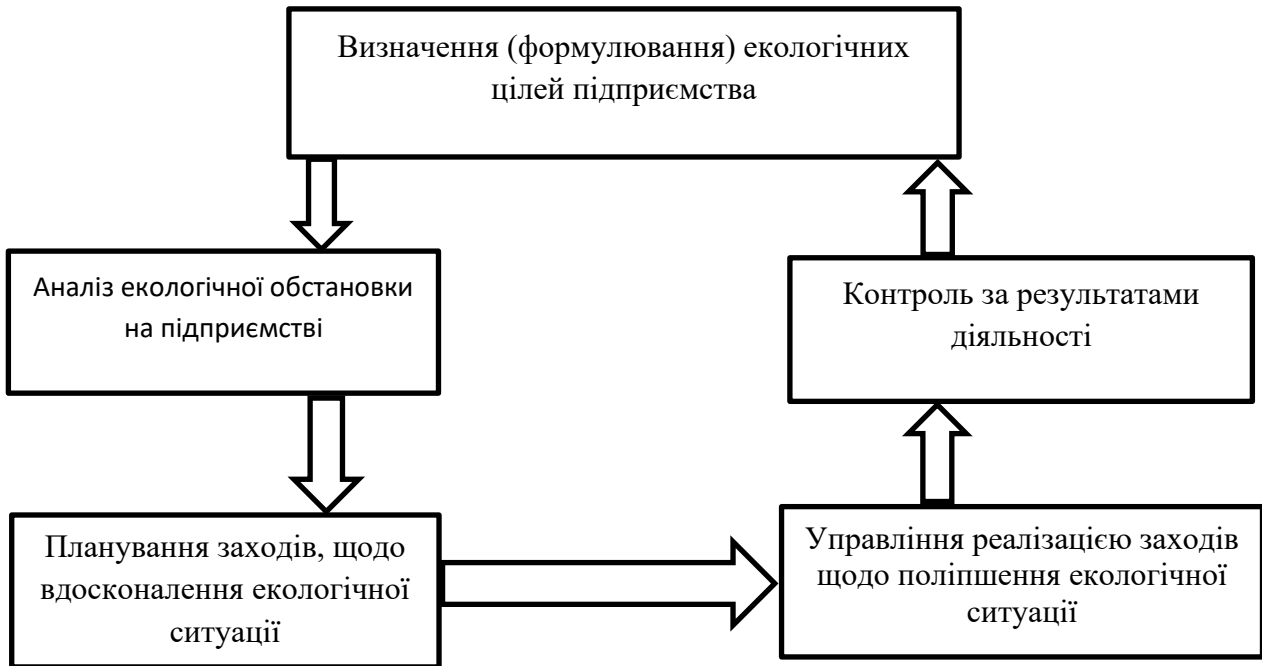 Визначення (формулювання) екологічних
цілей підприємства
Аналіз екологічної обстановки
на підприємстві
Контроль за результатами
діяльності
Планування заходів, щодо
вдосконалення екологічної
ситуації
Управління реалізацією заходів
щодо поліпшення екологічної
ситуації